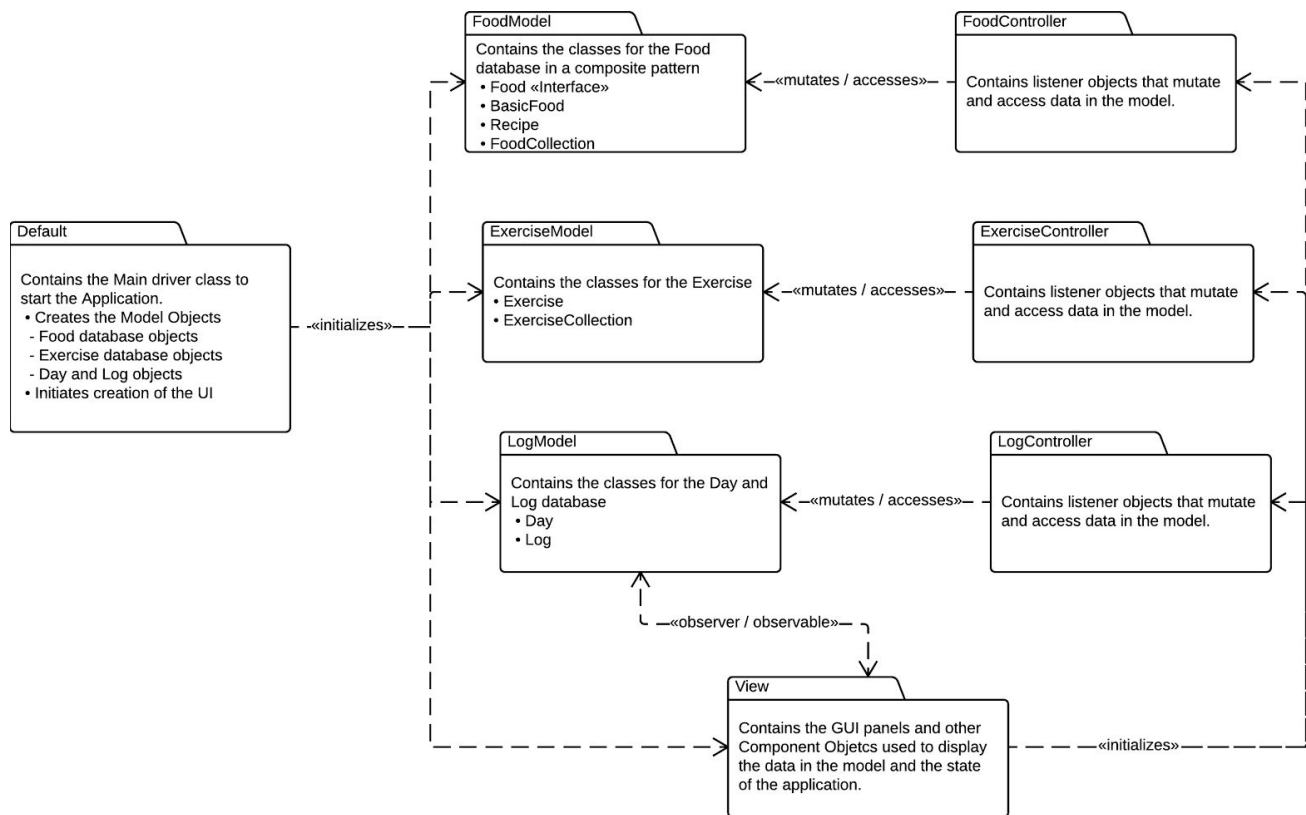 FoodModel
Contains the classes for the Food
database in a composite pattern
• Food «Interface»
• BasicFood
• Recipe
• FoodCollection
«mutates / accesses»
FoodController
Contains listener objects that mutate
and access data in the model.
Default
Contains the Main driver class to
start the Application.
• Creates the Model Objects
- Food database objects
- Exercise database objects
- Day and Log objects
• Initiates creation of the UI
«initializes»
ExerciseModel
Contains the classes for the Exercise
• Exercise
• ExerciseCollection
«mutates / accesses»
ExerciseController
Contains listener objects that mutate
and access data in the model.
LogModel
Contains the classes for the Day and
Log database
• Day
• Log
«mutates / accesses»
LogController
Contains listener objects that mutate
and access data in the model.
«observer / observable»
View
Contains the GUI panels and other
Component Objetcs used to display
the data in the model and the state
of the application.
«initializes»